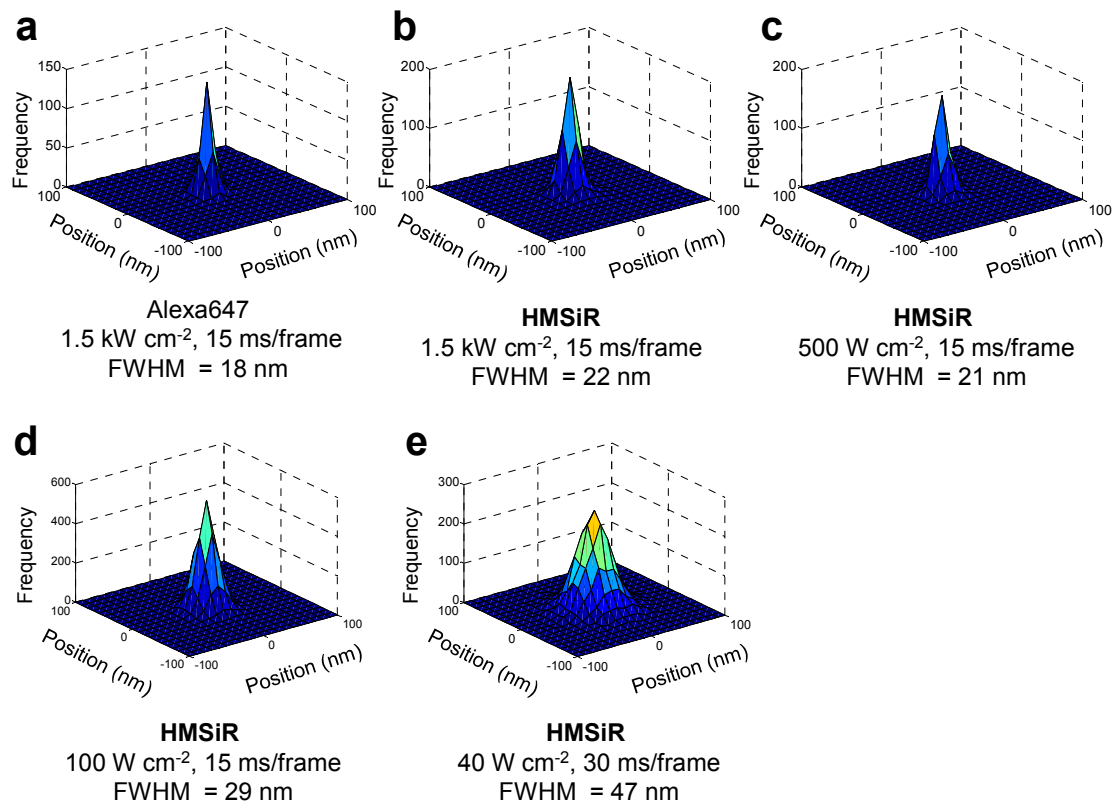 a
150
100
50
0
Frequency
100
0
-100
Position (nm)
-100
0
100
Position (nm)
Alexa647
1.5 kW cm-2, 15 ms/frame
FWHM = 18 nm
b
200
100
0
Frequency
100
0
-100
Position (nm)
-100
0
100
Position (nm)
HMSiR
1.5 kW cm-2, 15 ms/frame
FWHM = 22 nm
c
200
100
0
Frequency
100
0
-100
Position (nm)
-100
0
100
Position (nm)
HMSiR
500 W cm-2, 15 ms/frame
FWHM = 21 nm
d
600
400
200
0
Frequency
100
0
-100
Position (nm)
-100
0
100
Position (nm)
HMSiR
100 W cm-2, 15 ms/frame
FWHM = 29 nm
e
300
200
100
0
Frequency
100
0
-100
Position (nm)
-100
0
100
Position (nm)
HMSiR
40 W cm-2, 30 ms/frame
FWHM = 47 nm